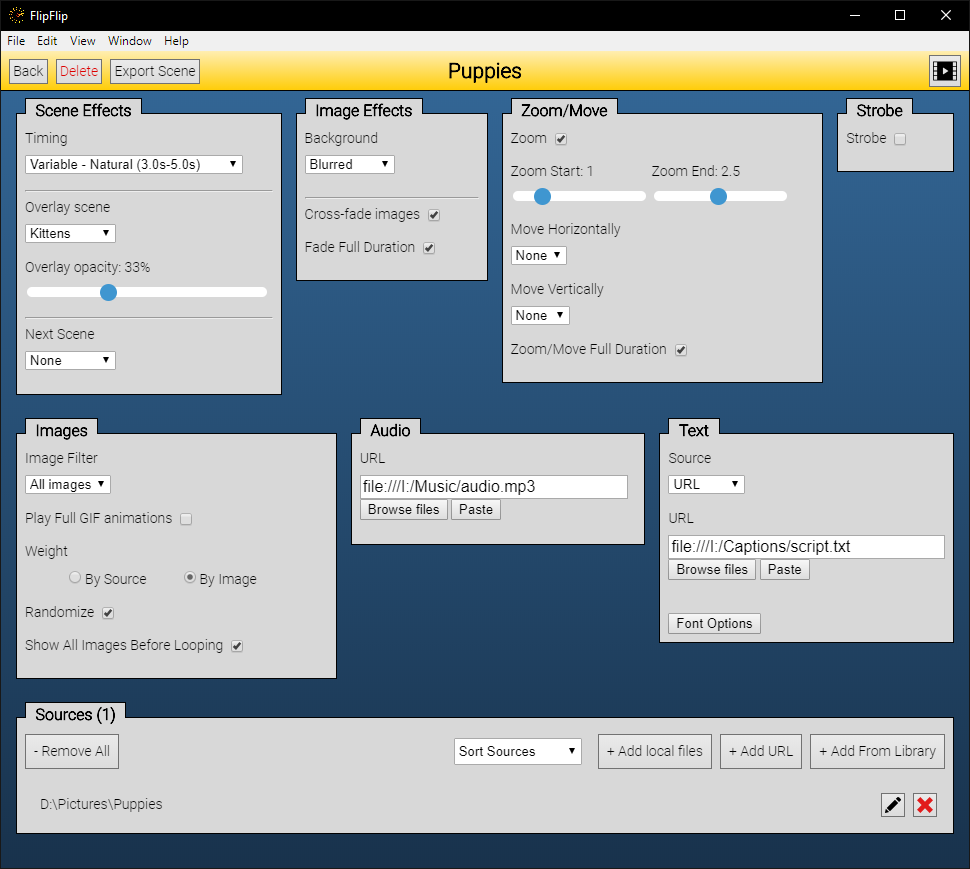 FlipFlip
File Edit View Window Help
Back Delete Export Scene Puppies
Scene Effects
Timing
Variable - Natural (3.0s-5.0s)
Overlay scene
Kittens
Overlay opacity: 33%
Next Scene
None
Image Effects
Background
Blurred
Cross-fade images
Fade Full Duration
Zoom/Move
Zoom
Zoom Start: 1 Zoom End: 2.5
Move Horizontally
None
Move Vertically
None
Zoom/Move Full Duration
Strobe
Strobe
Images
Image Filter
All images
Play Full GIF animations
Weight
By Source By Image
Randomize
Show All Images Before Looping
Audio
URL
file:///I:/Music/audio.mp3
Browse files Paste
Text
Source
URL
URL
file:///I:/Captions/script.txt
Browse files Paste
Font Options
Sources (1)
- Remove All Sort Sources + Add local files + Add URL + Add From Library
D:\Pictures\Puppies